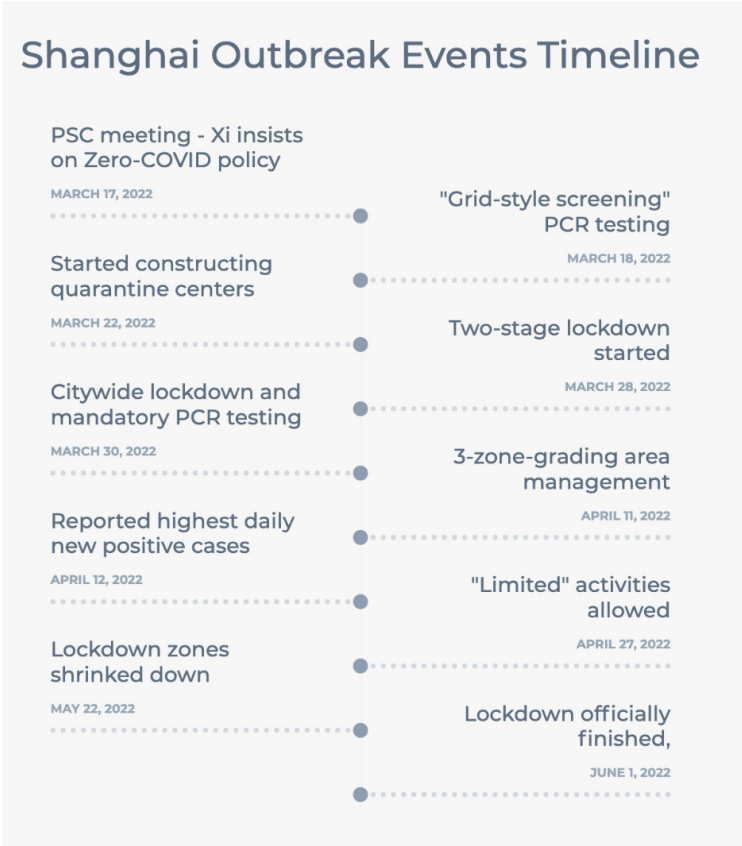 Shanghai Outbreak Events Timeline
PSC meeting - Xi insists
on Zero-COVID policy
MARCH 17, 2022
"Grid-style screening"
PCR testing
MARCH 18, 2022
Started constructing
quarantine centers
MARCH 22, 2022
Two-stage lockdown
started
MARCH 28, 2022
Citywide lockdown and
mandatory PCR testing
MARCH 30, 2022
3-zone-grading area
management
APRIL 11, 2022
Reported highest daily
new positive cases
APRIL 12, 2022
"Limited" activities
allowed
APRIL 27, 2022
Lockdown zones
shrinked down
MAY 22, 2022
Lockdown officially
finished,
JUNE 1, 2022